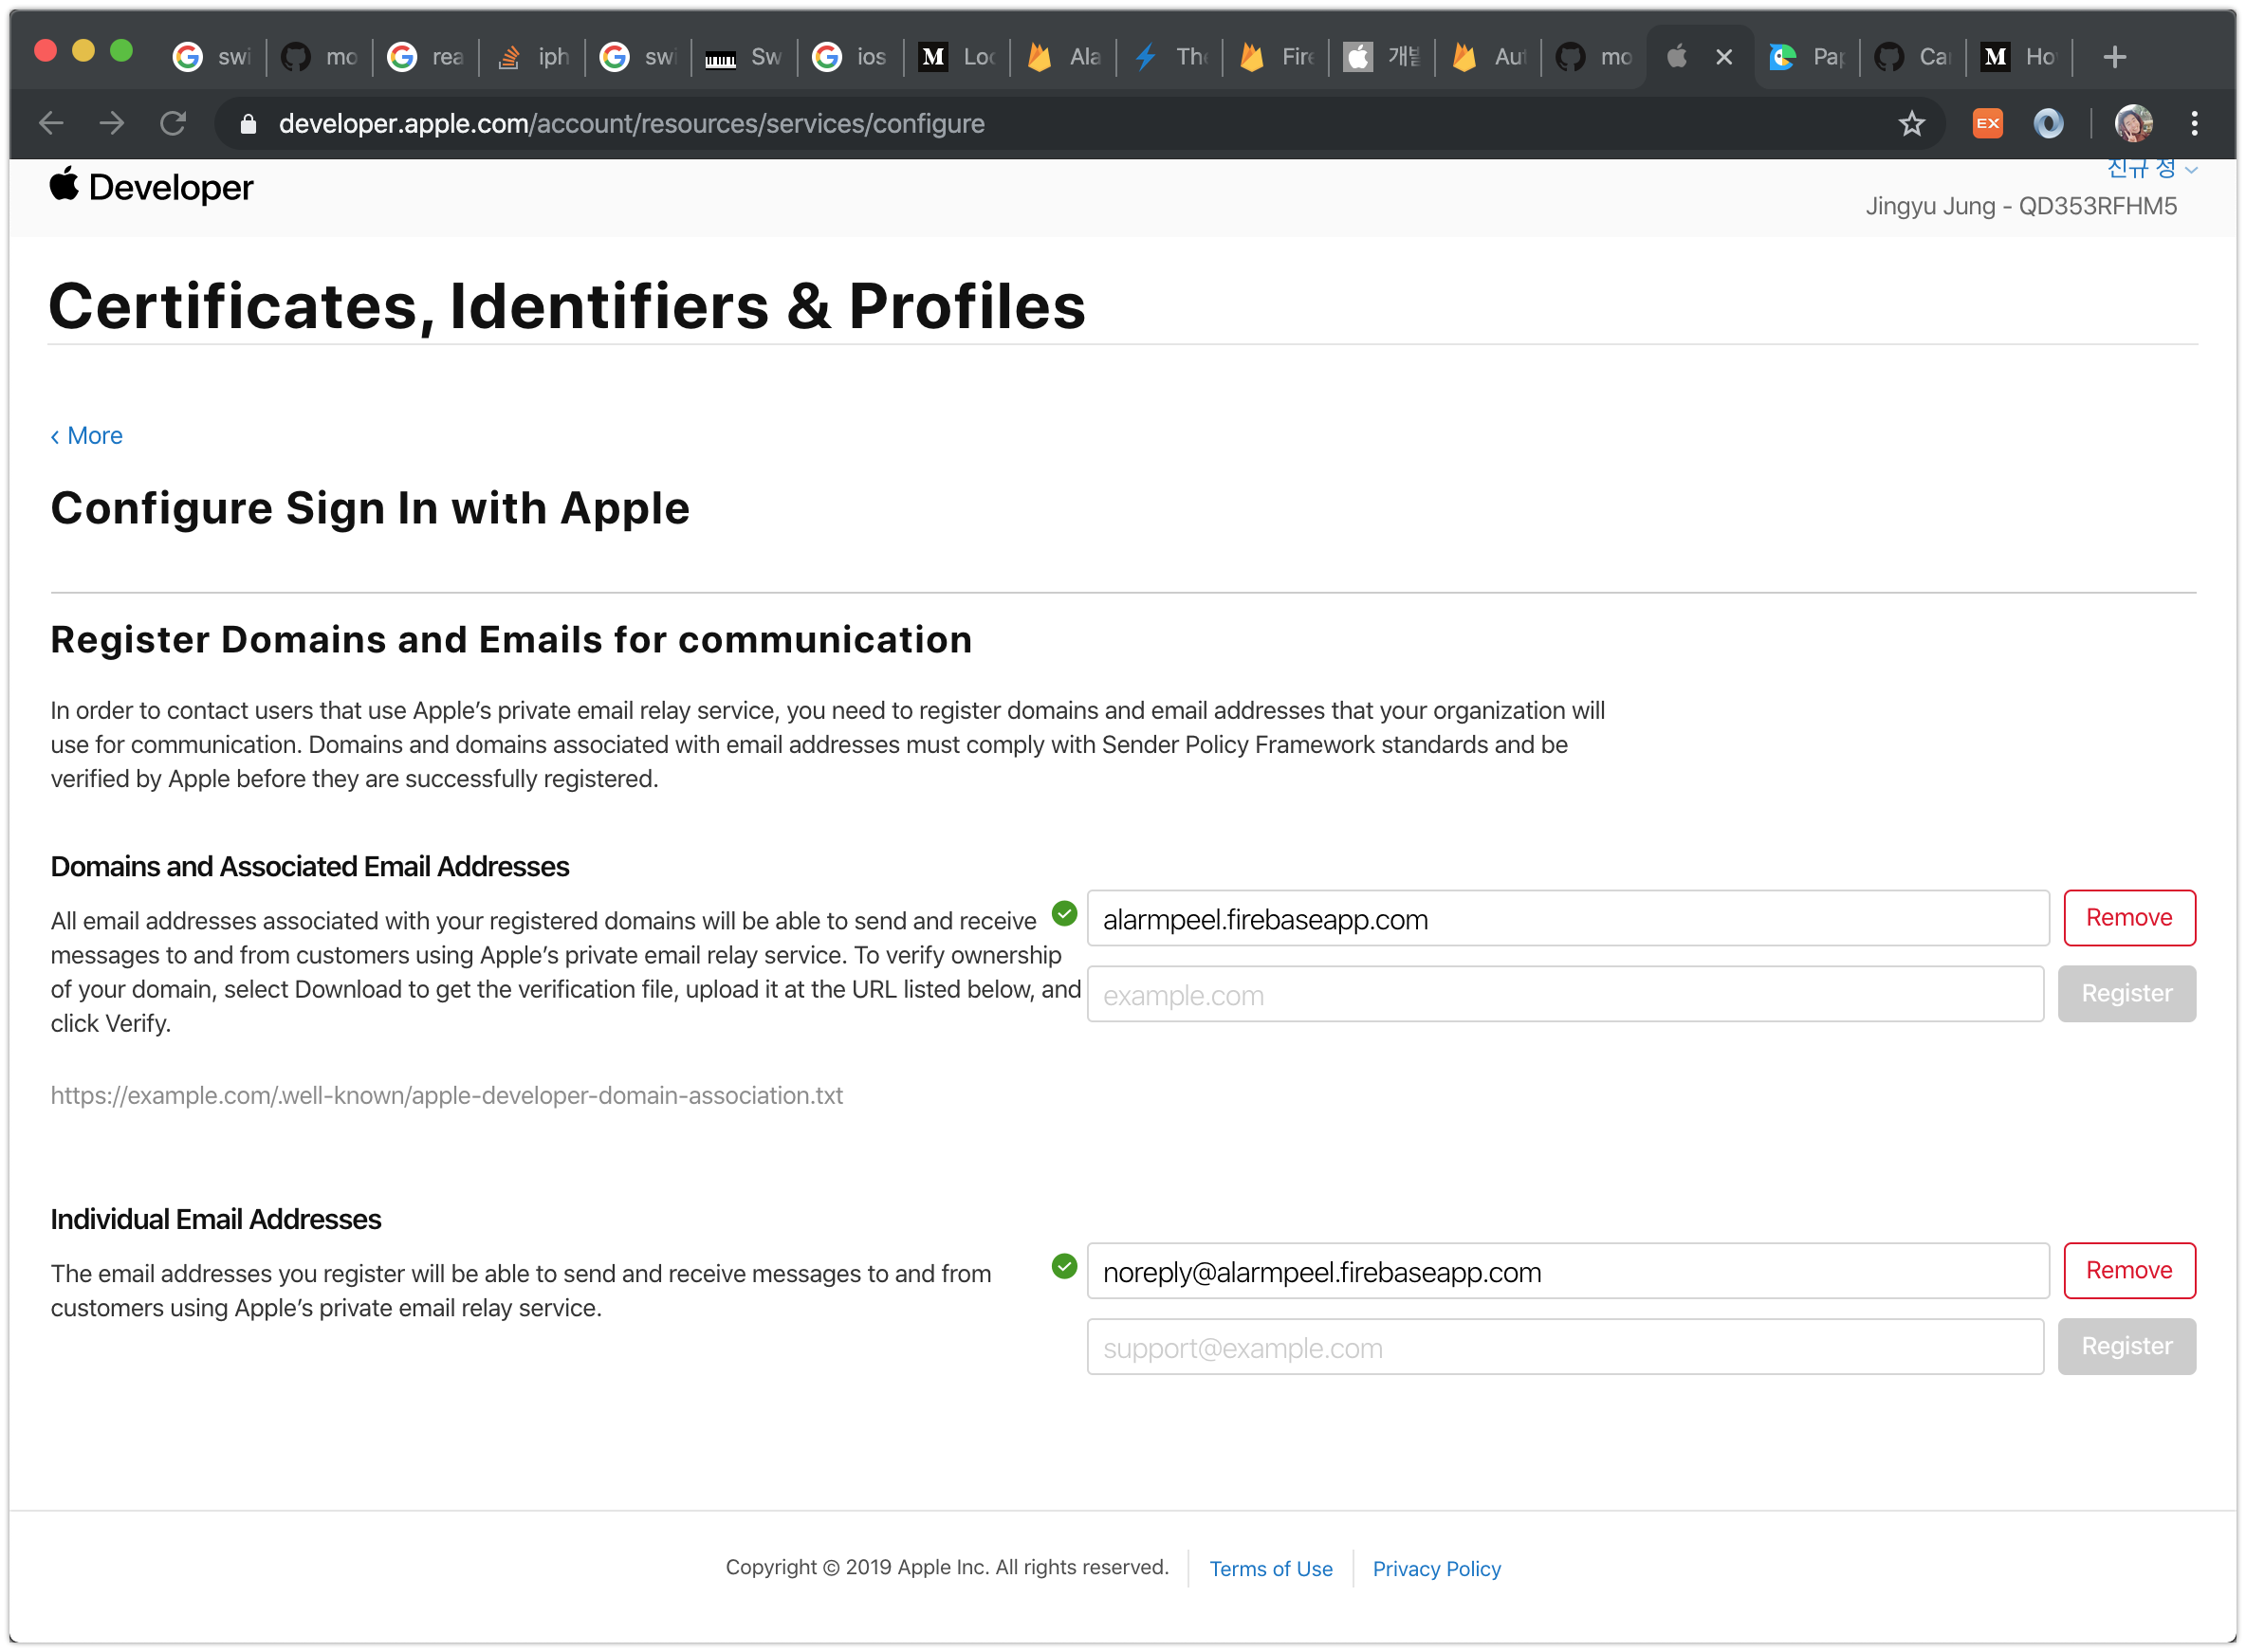 swi
mo
rea
iph
swi
Sw
ios
M
Loc
Ala
The
Fire
개발
Aut
mo
Pap
Car
M
Ho
developer.apple.com/account/resources/services/configure
EX
Developer
진규 정
Jingyu Jung - QD353RFHM5
Certificates, Identifiers & Profiles
‹ More
Configure Sign In with Apple
Register Domains and Emails for communication
In order to contact users that use Apple’s private email relay service, you need to register domains and email addresses that your organization will
use for communication. Domains and domains associated with email addresses must comply with Sender Policy Framework standards and be
verified by Apple before they are successfully registered.
Domains and Associated Email Addresses
All email addresses associated with your registered domains will be able to send and receive
messages to and from customers using Apple’s private email relay service. To verify ownership
of your domain, select Download to get the verification file, upload it at the URL listed below, and
click Verify.
https://example.com/.well-known/apple-developer-domain-association.txt
alarmpeel.firebaseapp.com
Remove
example.com
Register
Individual Email Addresses
The email addresses you register will be able to send and receive messages to and from
customers using Apple’s private email relay service.
noreply@alarmpeel.firebaseapp.com
Remove
support@example.com
Register
Copyright © 2019 Apple Inc. All rights reserved.
Terms of Use
Privacy Policy